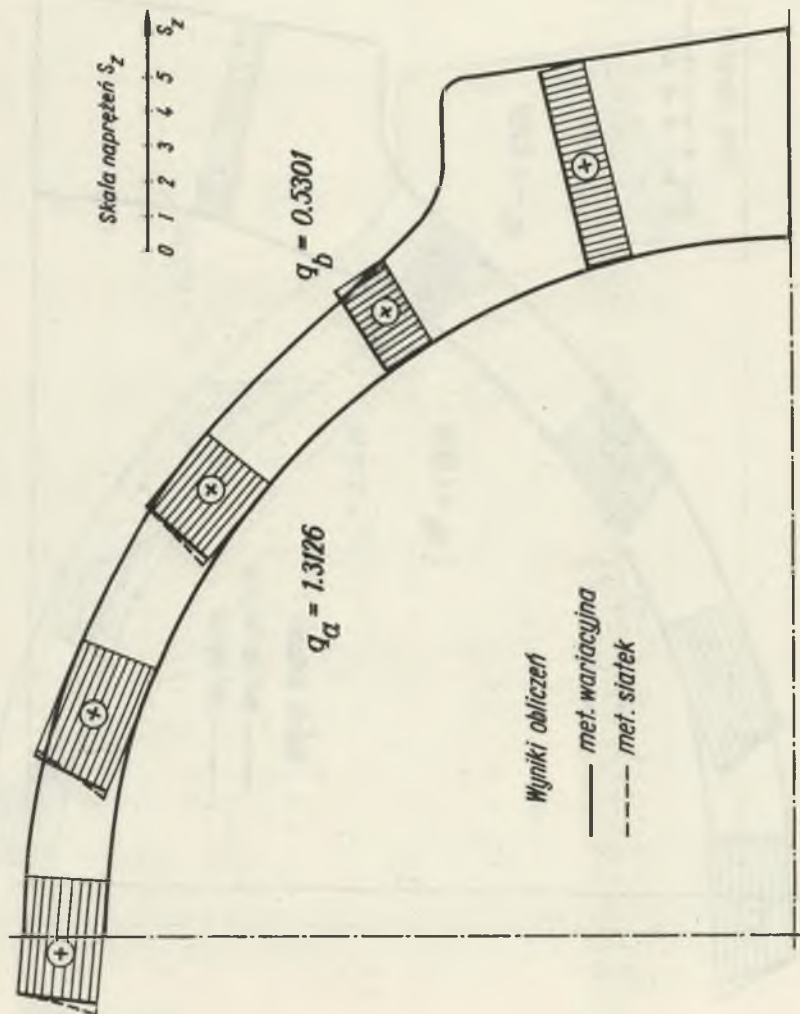 Skala naprężeń S_z
0 1 2 3 4 5 S_z
q_b = 0.5301
q_a = 1.3126
Wyniki obliczeń
met. wariacyjna
met. siatek